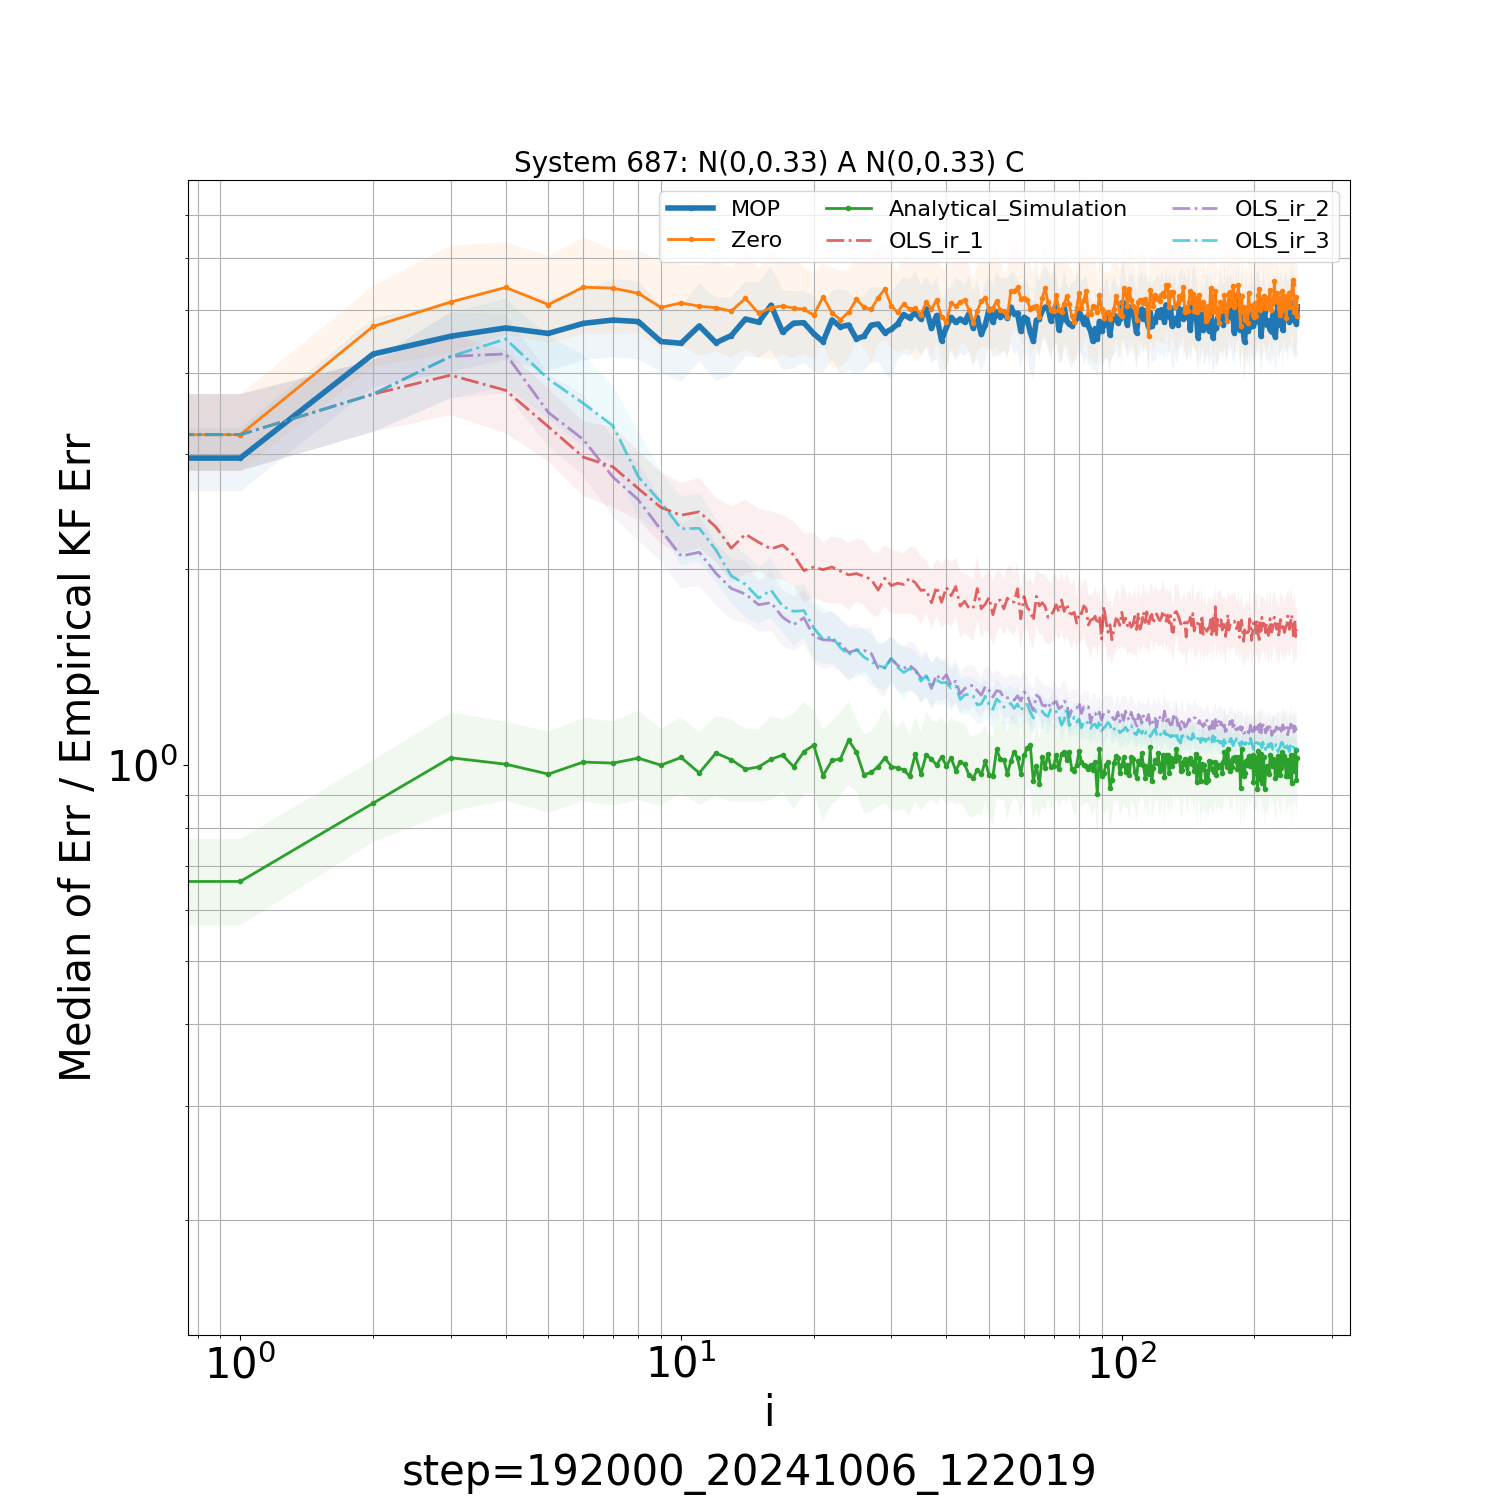 System 687: N(0,0.33) A N(0,0.33) C
MOP
Zero
Analytical_Simulation
OLS_ir_1
OLS_ir_2
OLS_ir_3
Median of Err / Empirical KF Err
10⁰
10⁰
10¹
10²
i
step=192000_20241006_122019